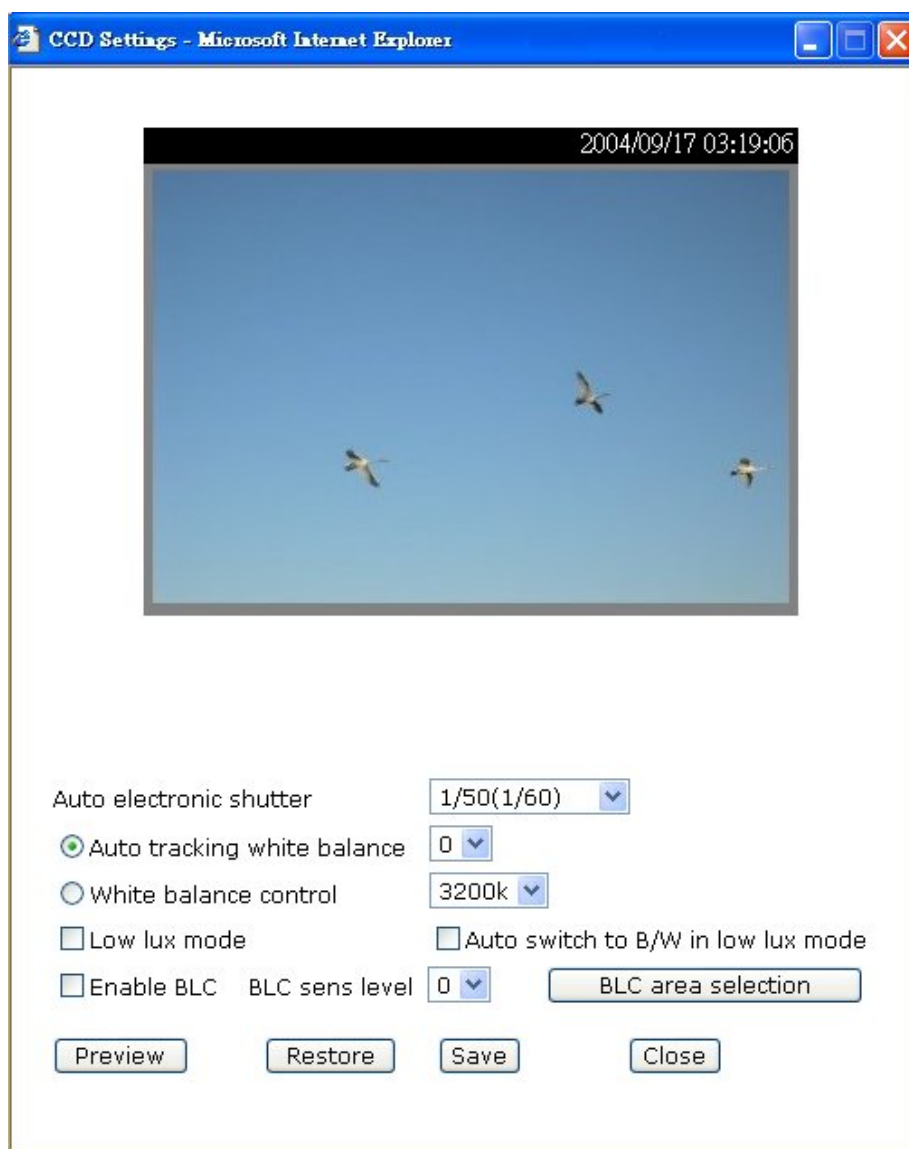 CCD Settings - Microsoft Internet Explorer
2004/09/17 03:19:06
Auto electronic shutter 1/50(1/60)
Auto tracking white balance 0
White balance control 3200k
Low lux mode Auto switch to B/W in low lux mode
Enable BLC BLC sens level 0 BLC area selection
Preview Restore Save Close